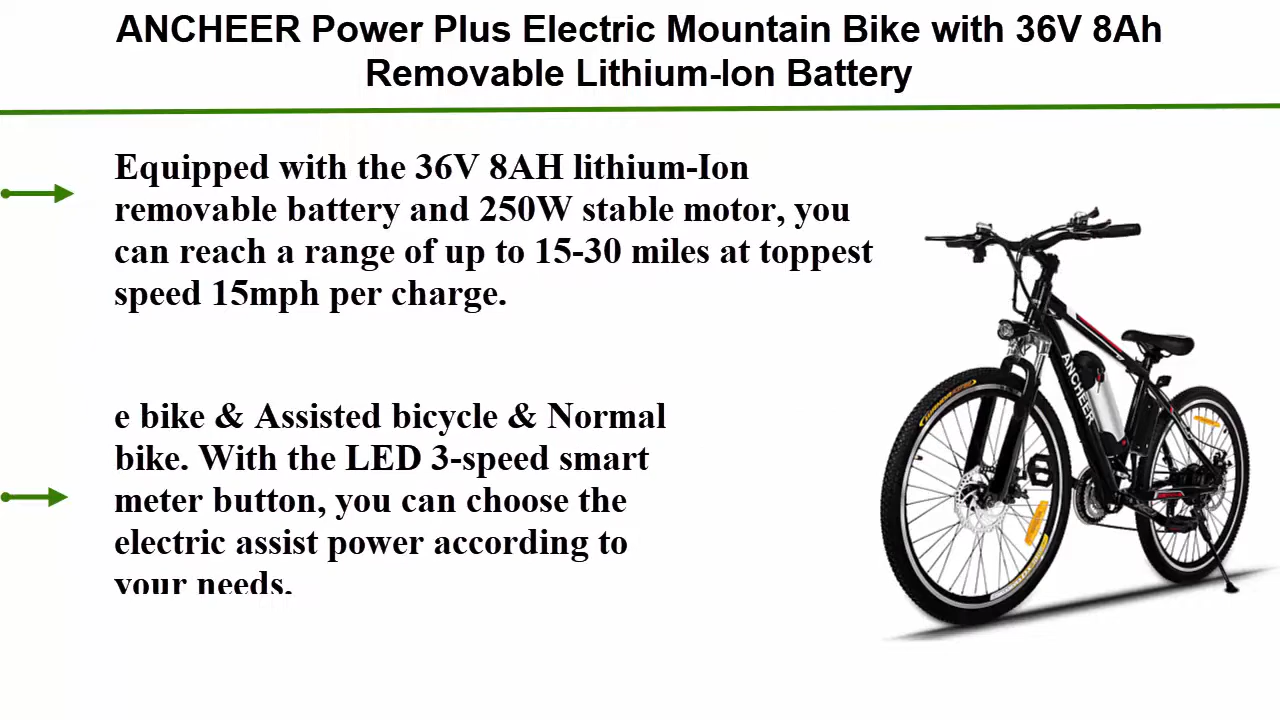 ANCHEER Power Plus Electric Mountain Bike with 36V 8Ah
Removable Lithium-Ion Battery
Equipped with the 36V 8AH lithium-Ion
removable battery and 250W stable motor, you
can reach a range of up to 15-30 miles at toppest
speed 15mph per charge.
e bike & Assisted bicycle & Normal
bike. With the LED 3-speed smart
meter button, you can choose the
electric assist power according to
your needs.
ANCHEER